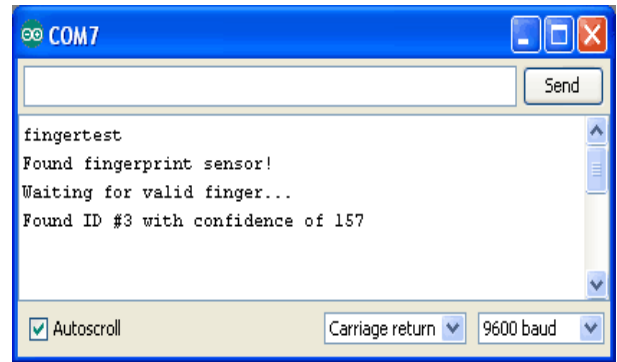 COM7
Send
fingertest
Found fingerprint sensor!
Waiting for valid finger...
Found ID #3 with confidence of 157
Autoscroll
Carriage return
9600 baud